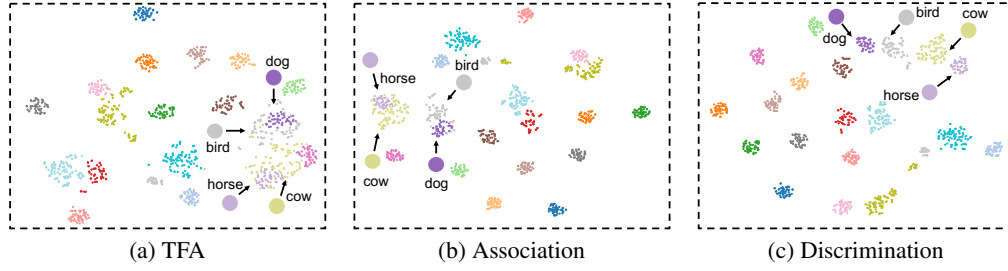 dog
bird
horse
cow
(a) TFA
bird
horse
cow
dog
(b) Association
bird
cow
dog
horse
(c) Discrimination